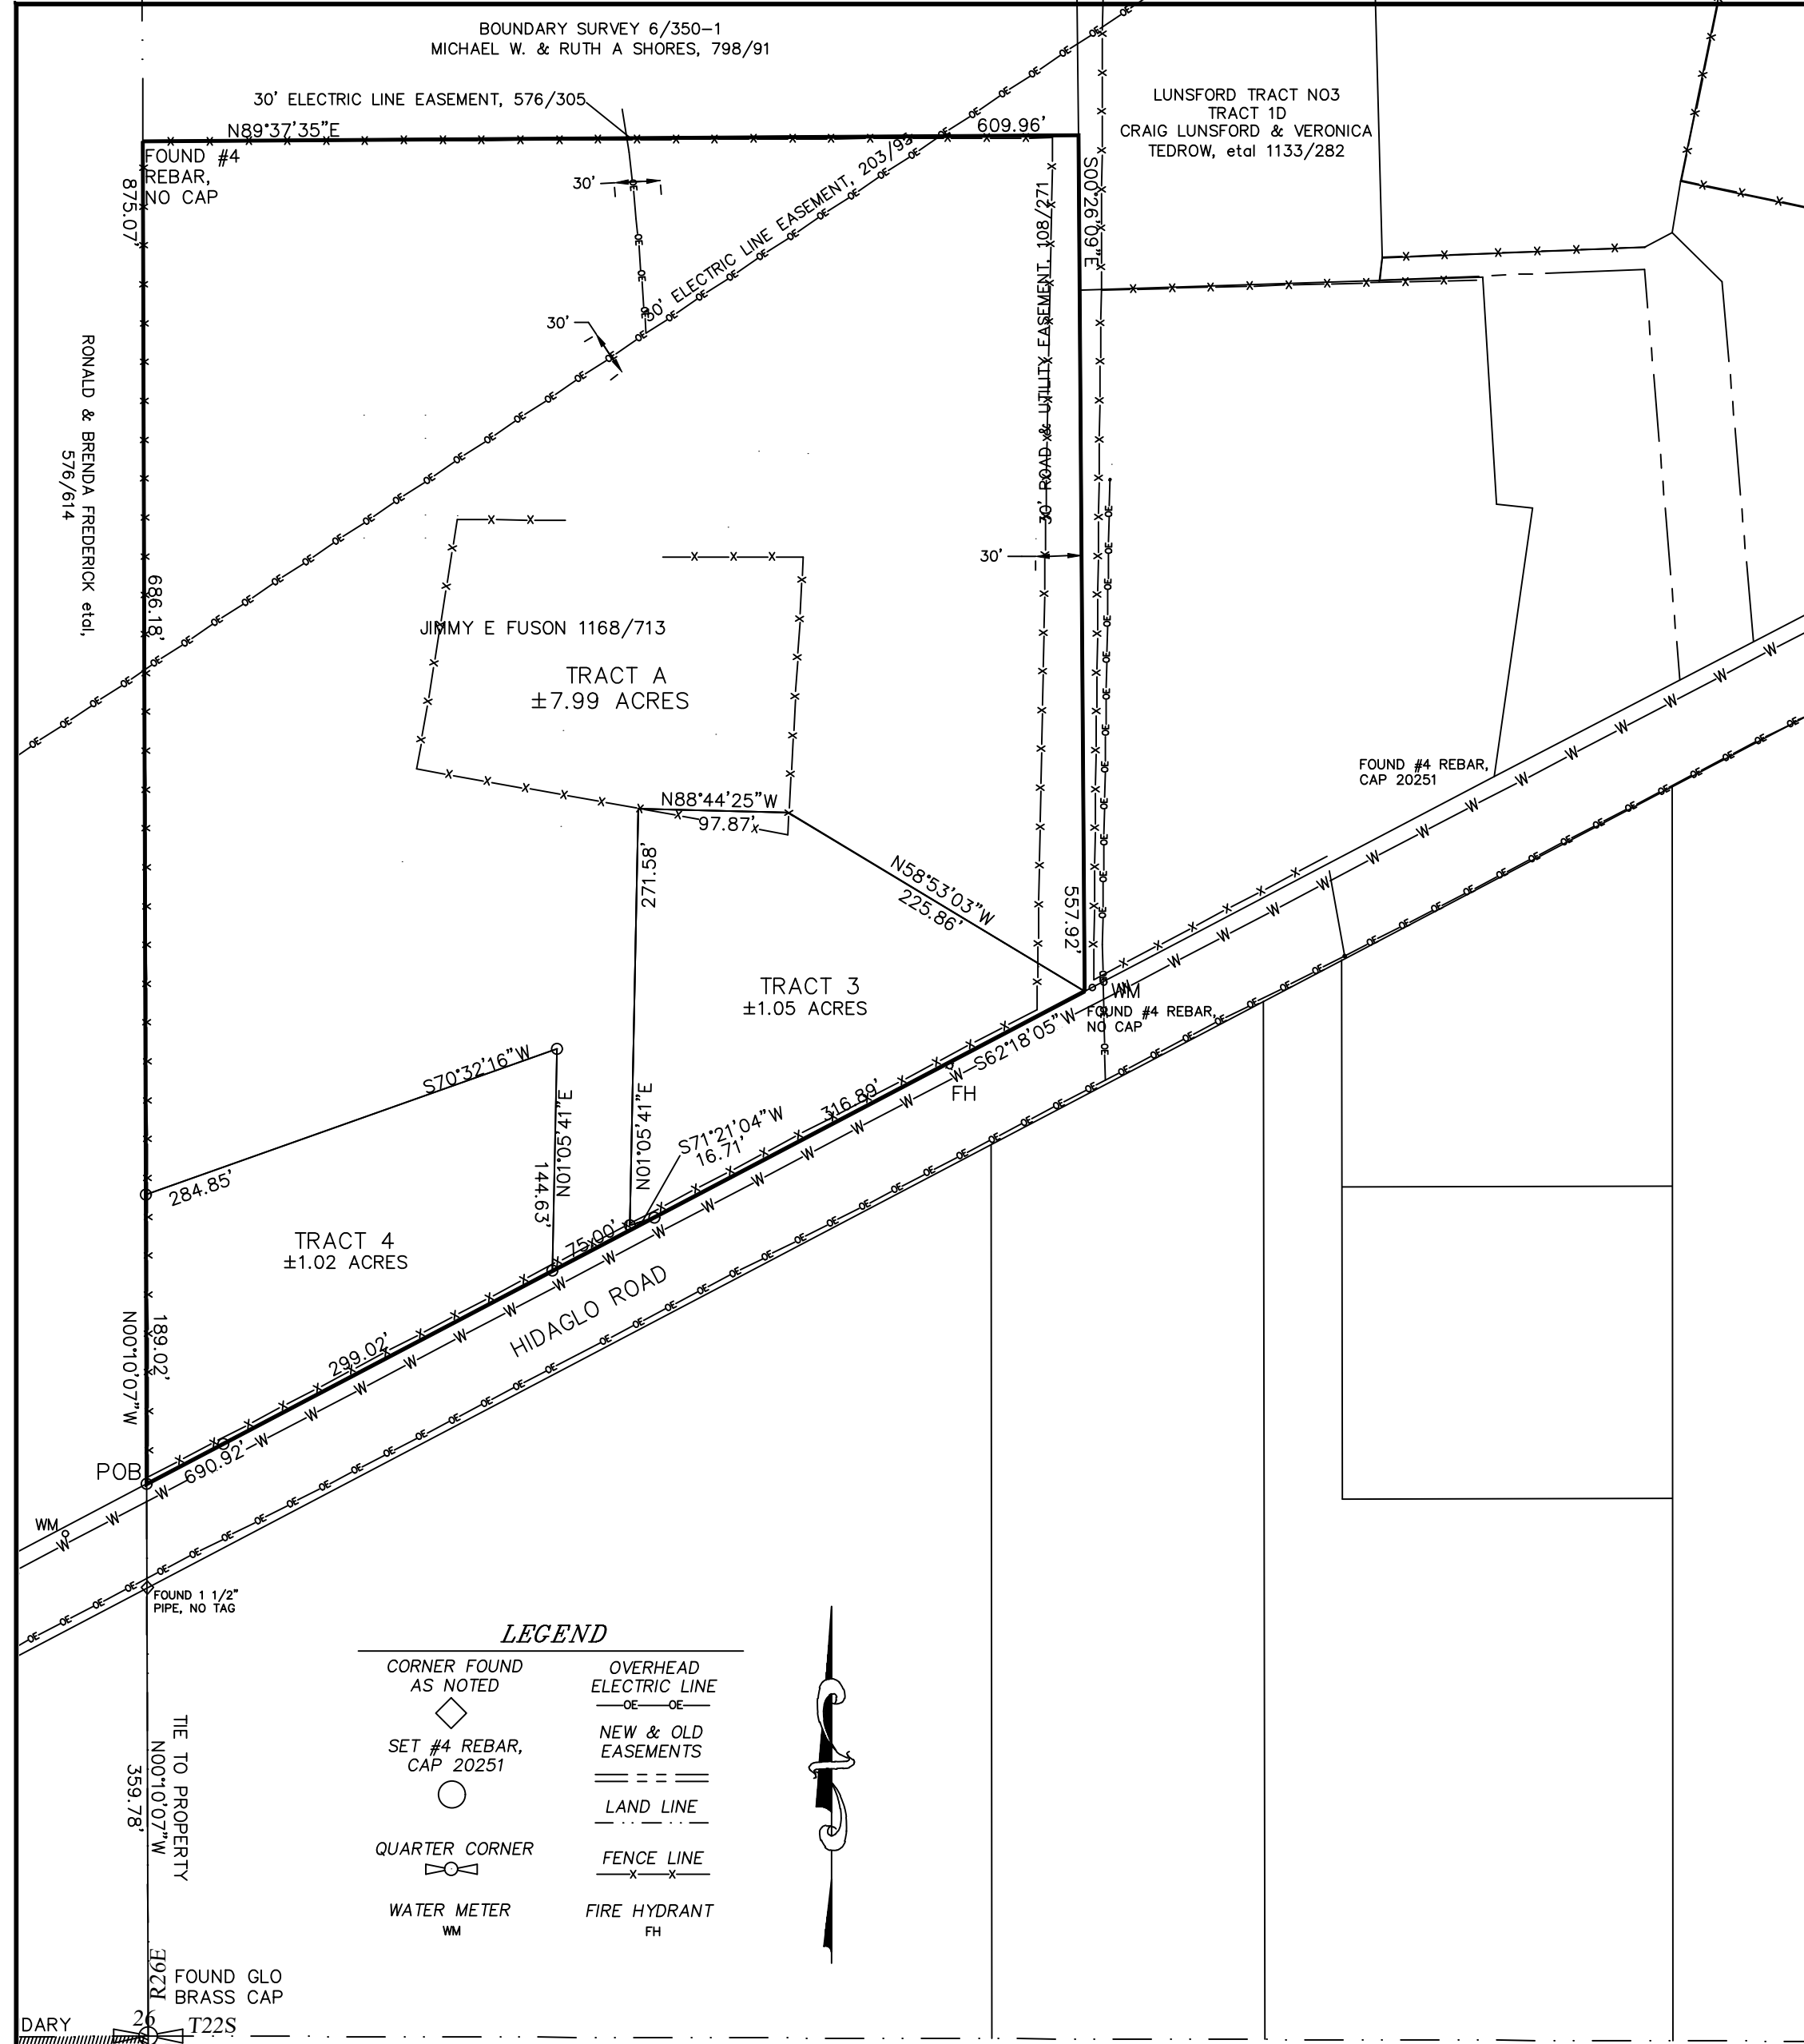 BOUNDARY SURVEY 6/350-1
MICHAEL W. & RUTH A SHORES, 798/91
30' ELECTRIC LINE EASEMENT, 576/305
N89°37'35"E
609.96'
LUNSFORD TRACT NO3
TRACT 1D
CRAIG LUNSFORD & VERONICA
TEDROW, etal 1133/282
FOUND #4
REBAR,
NO CAP
875.07'
30'
ELECTRIC LINE EASEMENT,
30' ROAD & UTILITY EASEMENT, 108/271
S00°26'09"E
30'
RONALD & BRENDA FREDERICK etal,
576/614
30'
686.18'
JIMMY E FUSON 1168/713
TRACT A
±7.99 ACRES
FOUND #4 REBAR,
CAP 20251
N88°44'25"W
97.87'
271.58'
N58°53'03"W
225.86'
557.92'
TRACT 3
±1.05 ACRES
WM
FOUND #4 REBAR,
NO CAP
S62°18'05"W
FH
S70°32'16"W
284.85'
N01°05'41"E
144.63'
N01°05'41"E
S71°21'04"W
16.71'
316.89'
75.00'
TRACT 4
±1.02 ACRES
HIDAGLO ROAD
299.02'
189.02'
N00°10'07"W
690.92'
POB
WM
FOUND 1 1/2"
PIPE, NO TAG
TIE TO PROPERTY
N00°10'07"W
359.78'
LEGEND
CORNER FOUND
AS NOTED
OVERHEAD
ELECTRIC LINE
OE OE
SET #4 REBAR,
CAP 20251
NEW & OLD
EASEMENTS
LAND LINE
QUARTER CORNER
FENCE LINE
X X
WATER METER
WM
FIRE HYDRANT
FH
R26E
FOUND GLO
BRASS CAP
26
T22S
DARY